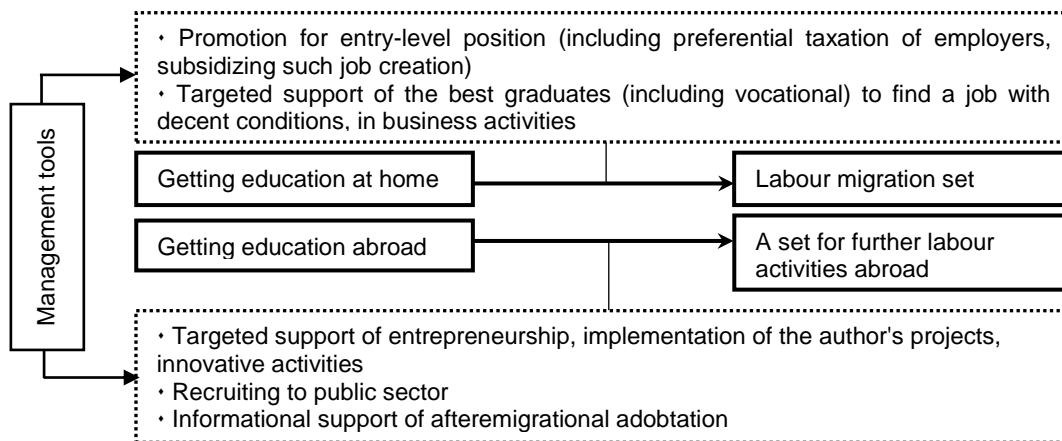 · Promotion for entry-level position (including preferential taxation of employers,
subsidizing such job creation)
· Targeted support of the best graduates (including vocational) to find a job with
decent conditions, in business activities
Management tools
Getting education at home
Labour migration set
Getting education abroad
A set for further labour
activities abroad
· Targeted support of entrepreneurship, implementation of the author's projects,
innovative activities
· Recruiting to public sector
· Informational support of afteremigrational adobtation